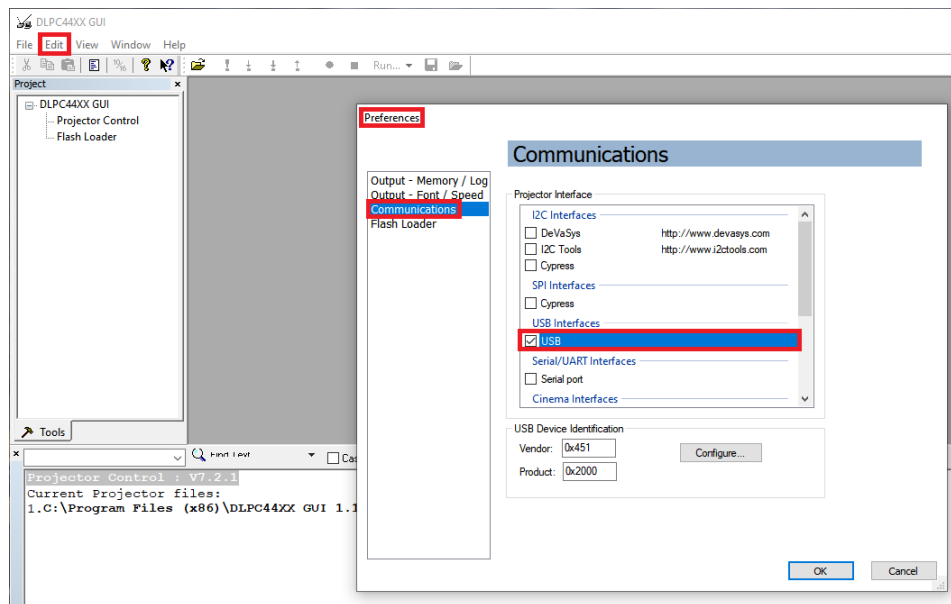 DLPC44XX GUI
File Edit View Window Help
Run...
Project
DLPC44XX GUI
Projector Control
Flash Loader
Tools
Preferences
Output - Memory / Log
Output - Font / Speed
Communications
Flash Loader
Communications
Projector Interface
I2C Interfaces
DeVaSys http://www.devasys.com
I2C Tools http://www.i2ctools.com
Cypress
SPI Interfaces
Cypress
USB Interfaces
USB
Serial/UART Interfaces
Serial port
Cinema Interfaces
USB Device Identification
Vendor: 0x451
Configure...
Product: 0x2000
OK Cancel
Find Text
Projector Control : V7.2.1
Current Projector files:
1.C:\Program Files (x86)\DLPC44XX GUI 1.1